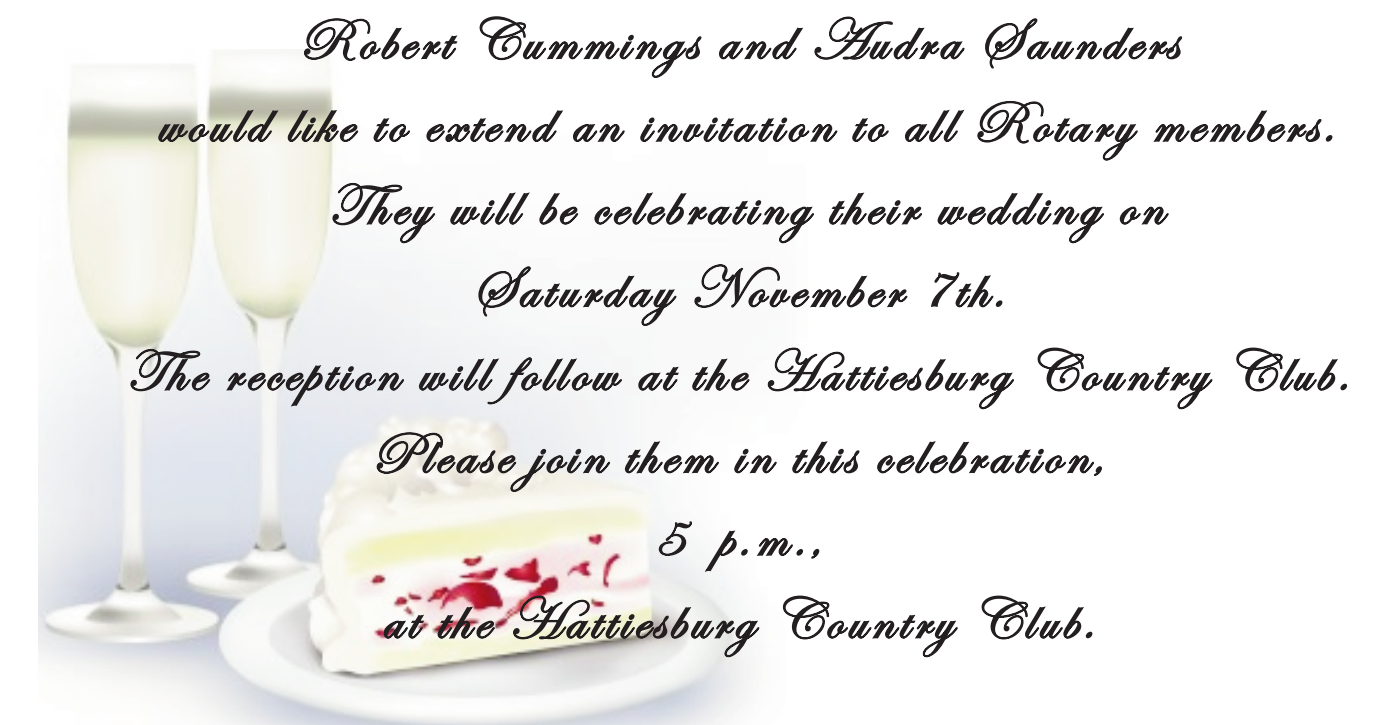 Robert Cummings and Audra Saunders
would like to extend an invitation to all Rotary members.
They will be celebrating their wedding on
Saturday November 7th.
The reception will follow at the Hattiesburg Country Club.
Please join them in this celebration,
5 p.m.,
at the Hattiesburg Country Club.